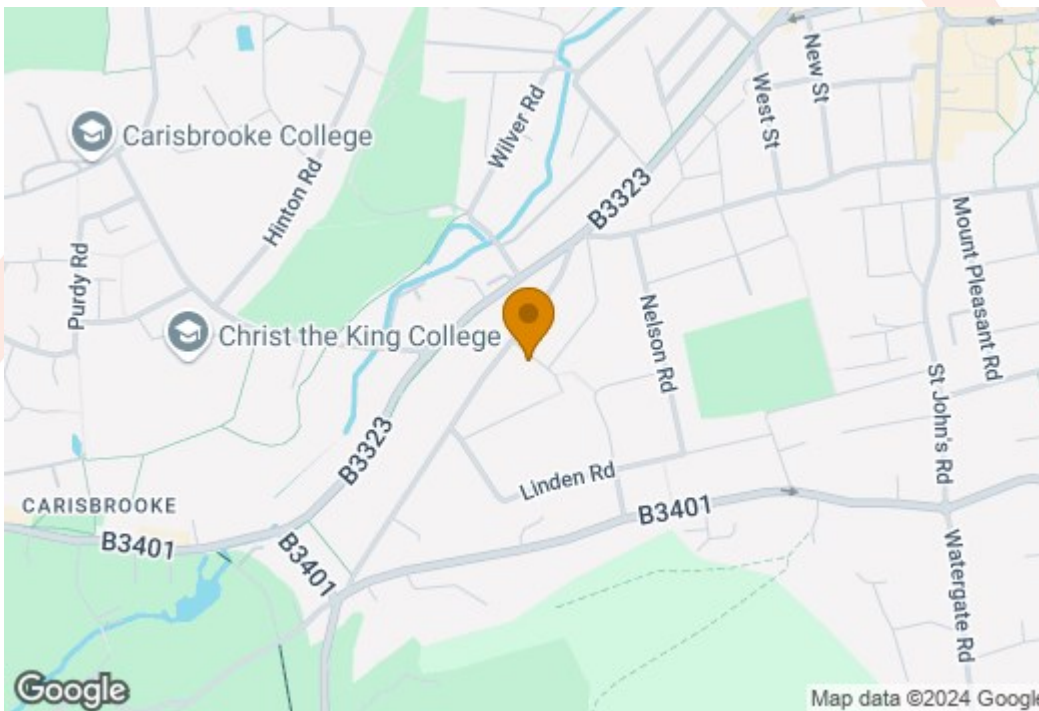 New St
West St
Wilver Rd
Carisbrooke College
B3323
Hinton Rd
Mount Pleasant Rd
Purdy Rd
Nelson Rd
Christ the King College
St John's Rd
B3323
Linden Rd
CARISBROOKE
B3401
B3401
B3401
Watergate Rd
Google
Map data ©2024 Google